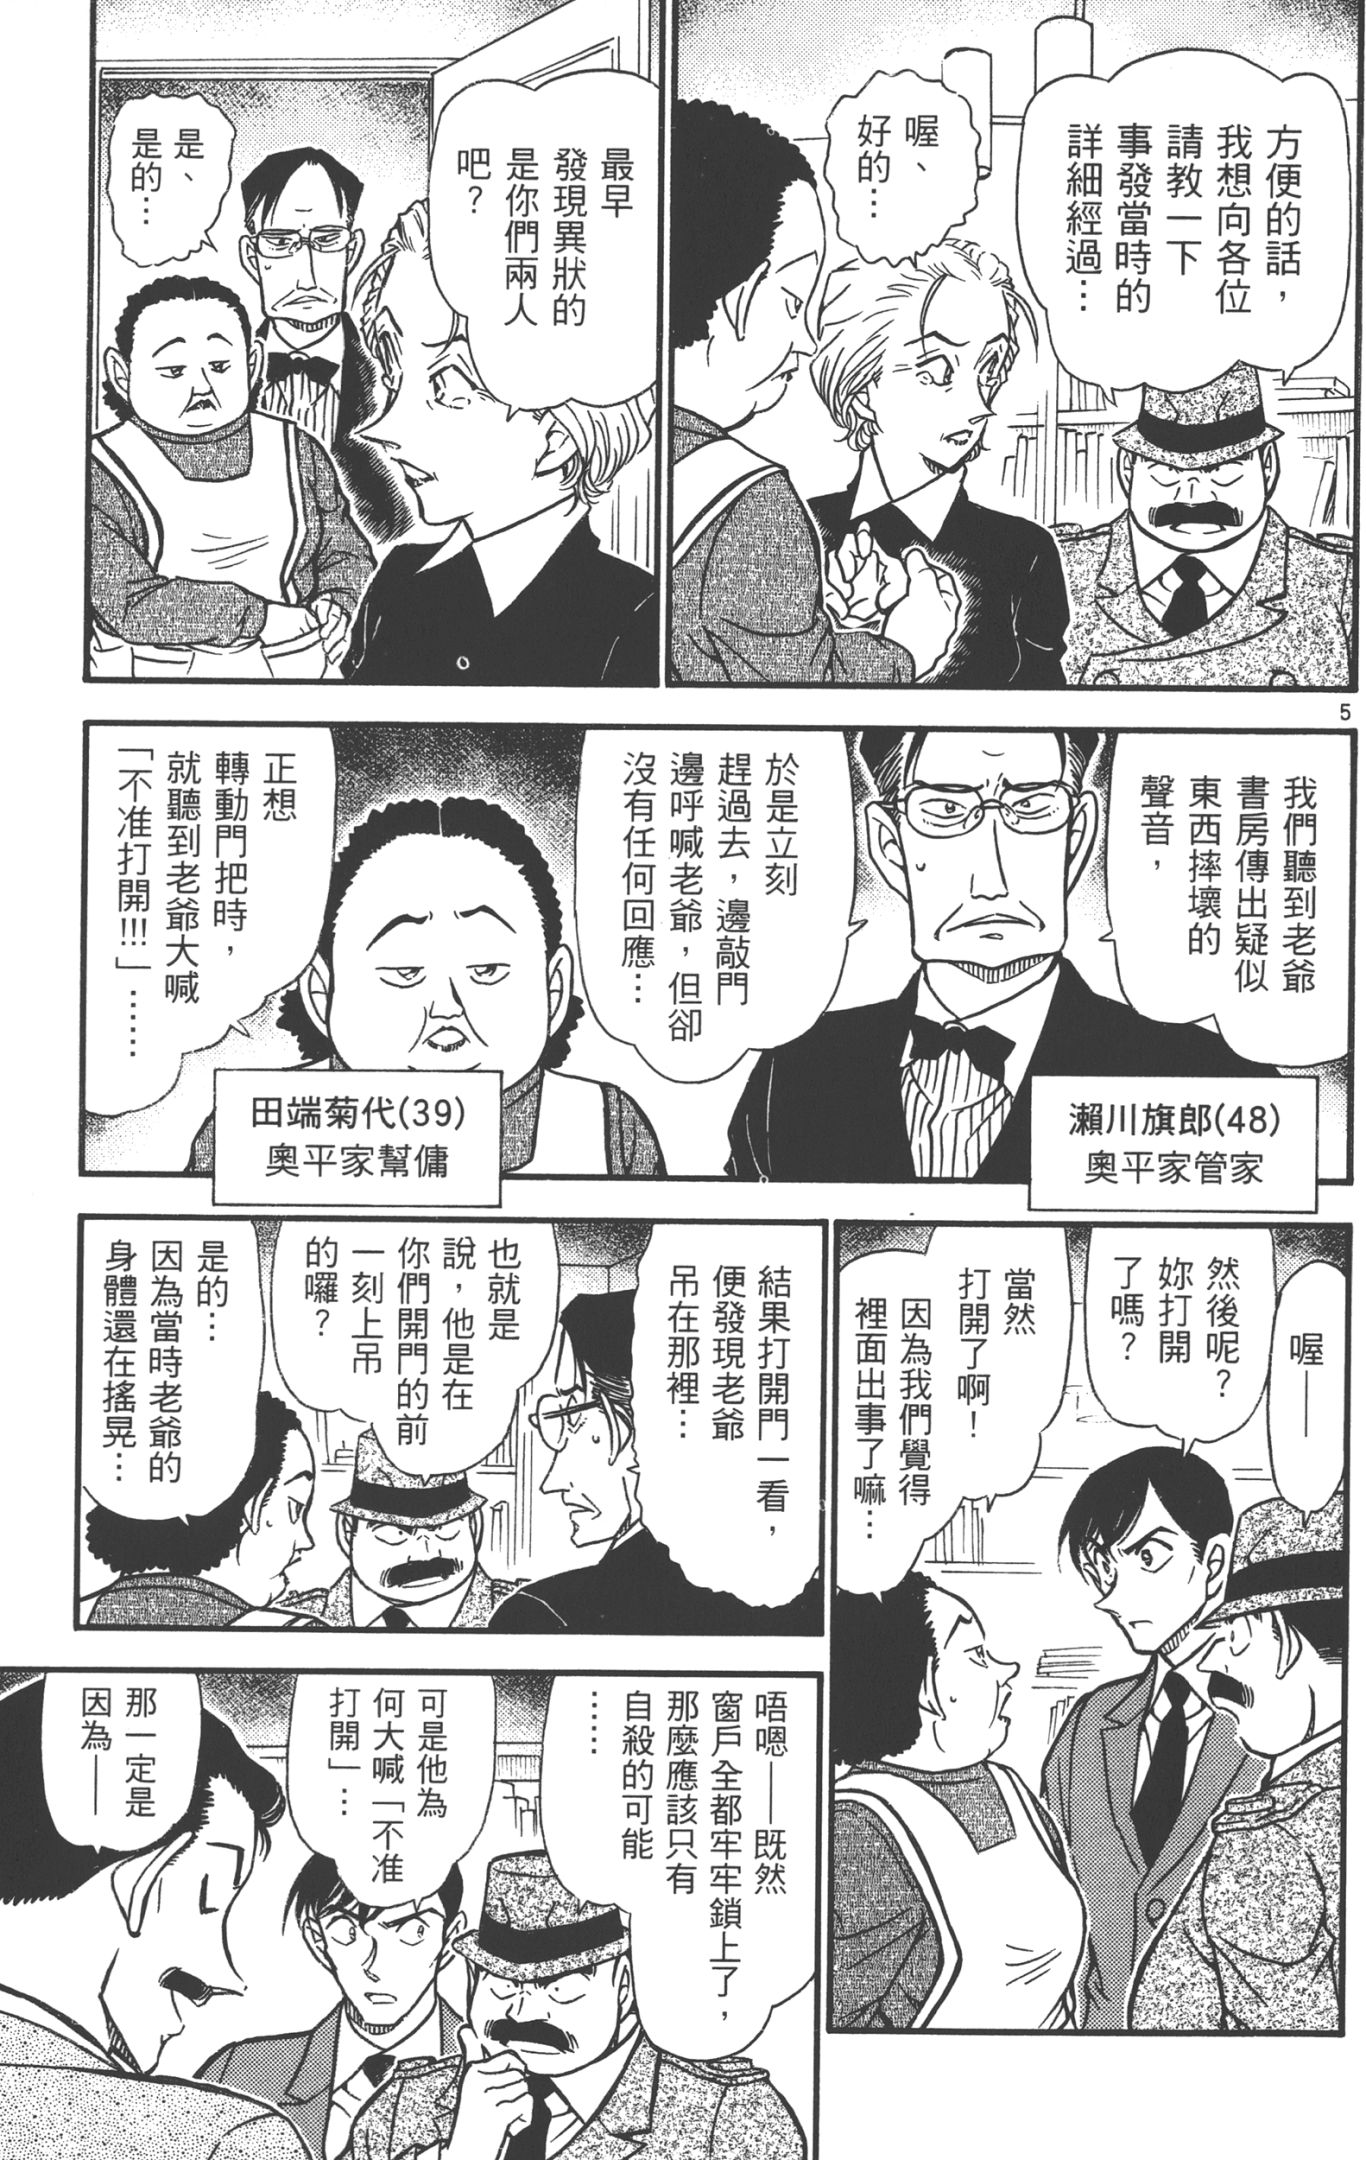 方便的話，
我想向各位
請教一下
事發當時的
詳細經過…
喔、
好的…
最早
發現異狀的
是你們兩人
吧？
是、
是的…
5
我們聽到老爺
書房傳出疑似
東西摔壞的
聲音，
瀨川旗郎(48)
奧平家管家
於是立刻
趕過去，邊敲門
邊呼喊老爺，但卻
沒有任何回應…
田端菊代(39)
奧平家幫傭
正想
轉動門把時，
就聽到老爺大喊
「不准打開!!!」……
喔——
然後呢？
妳打開
了嗎？
當然
打開了啊！
因為我們覺得
裡面出事了嘛…
結果打開門一看，
便發現老爺
吊在那裡…
也就是
說，他是在
你們開門的前
一刻上吊
的囉？
是的…
因為當時老爺的
身體還在搖晃…
唔嗯——既然
窗戶全都牢牢鎖上了，
那麼應該只有
自殺的可能
……
可是他為
何大喊「不准
打開」…
那一定是
因為——